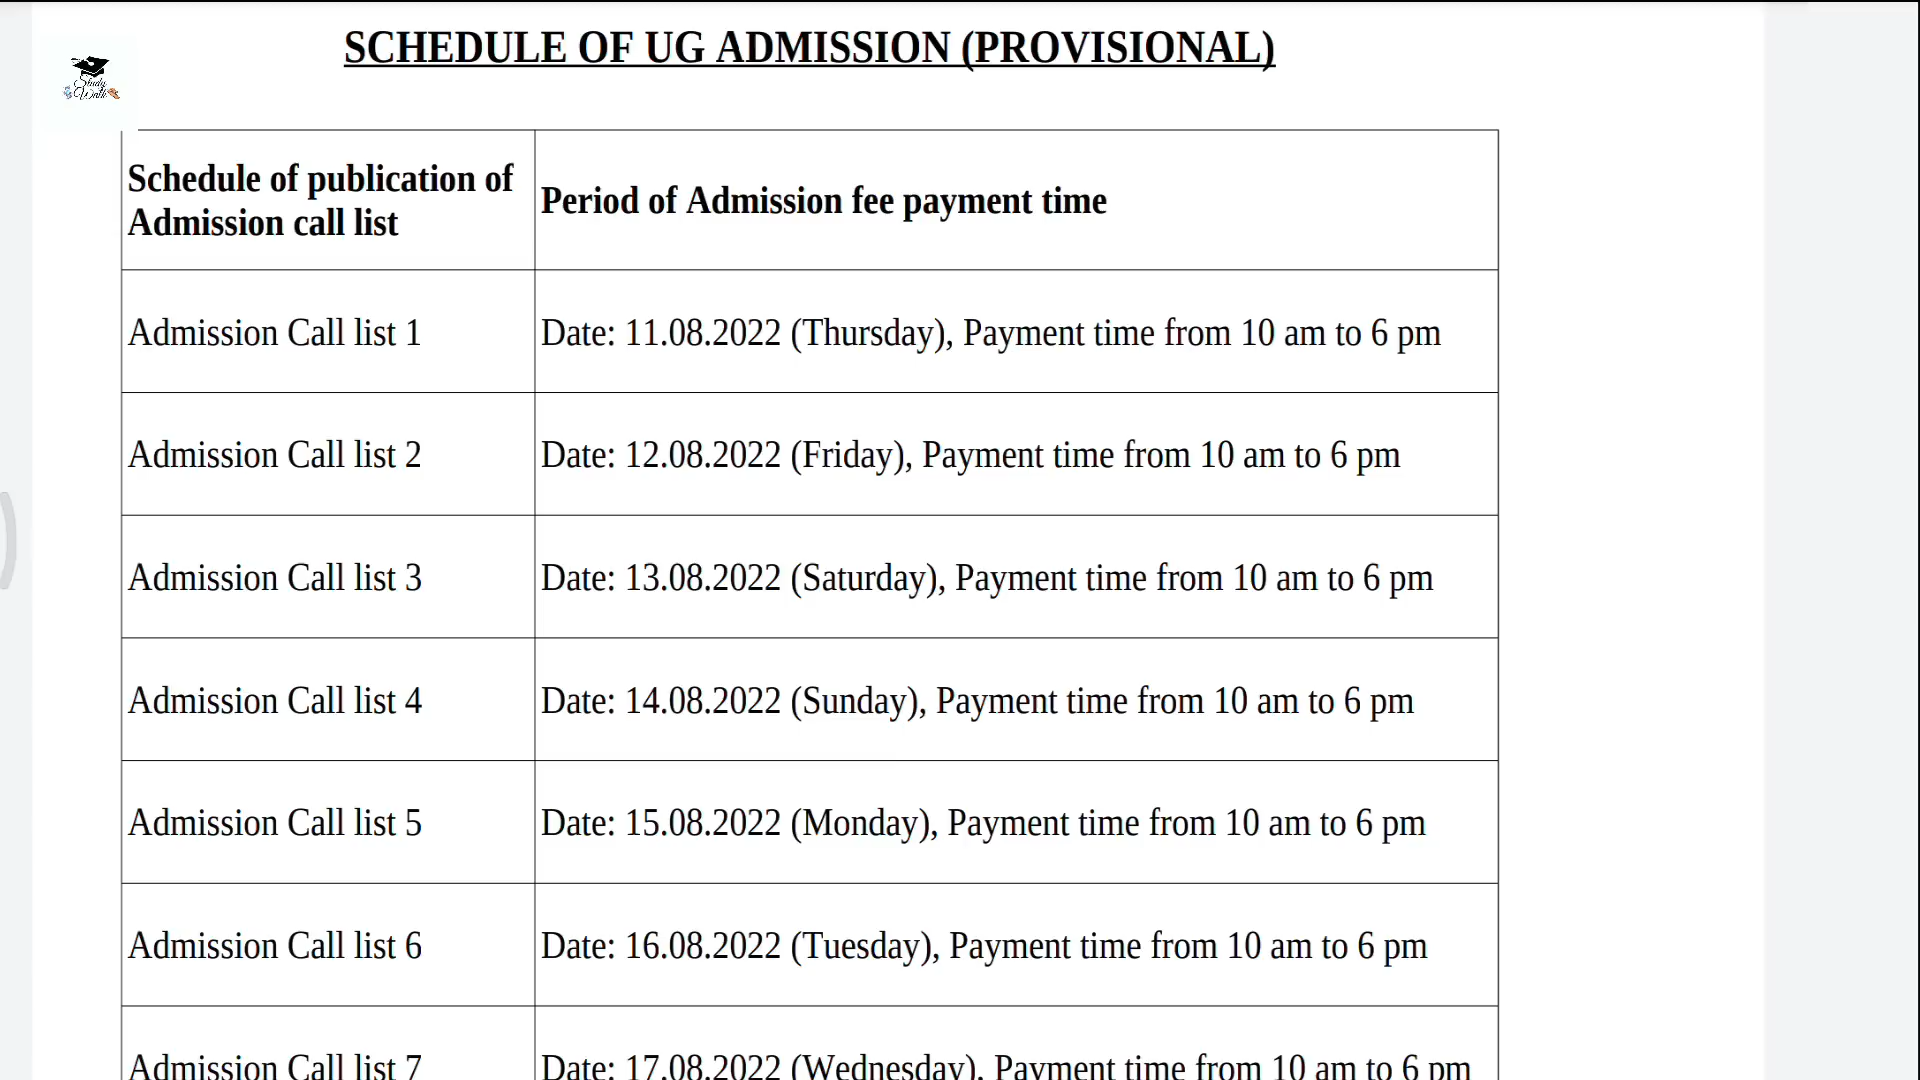 SCHEDULE OF UG ADMISSION (PROVISIONAL)
Study
Walk
Schedule of publication of
Admission call list
Period of Admission fee payment time
Admission Call list 1
Date: 11.08.2022 (Thursday), Payment time from 10 am to 6 pm
Admission Call list 2
Date: 12.08.2022 (Friday), Payment time from 10 am to 6 pm
Admission Call list 3
Date: 13.08.2022 (Saturday), Payment time from 10 am to 6 pm
Admission Call list 4
Date: 14.08.2022 (Sunday), Payment time from 10 am to 6 pm
Admission Call list 5
Date: 15.08.2022 (Monday), Payment time from 10 am to 6 pm
Admission Call list 6
Date: 16.08.2022 (Tuesday), Payment time from 10 am to 6 pm
Admission Call list 7
Date: 17.08.2022 (Wednesday), Payment time from 10 am to 6 pm